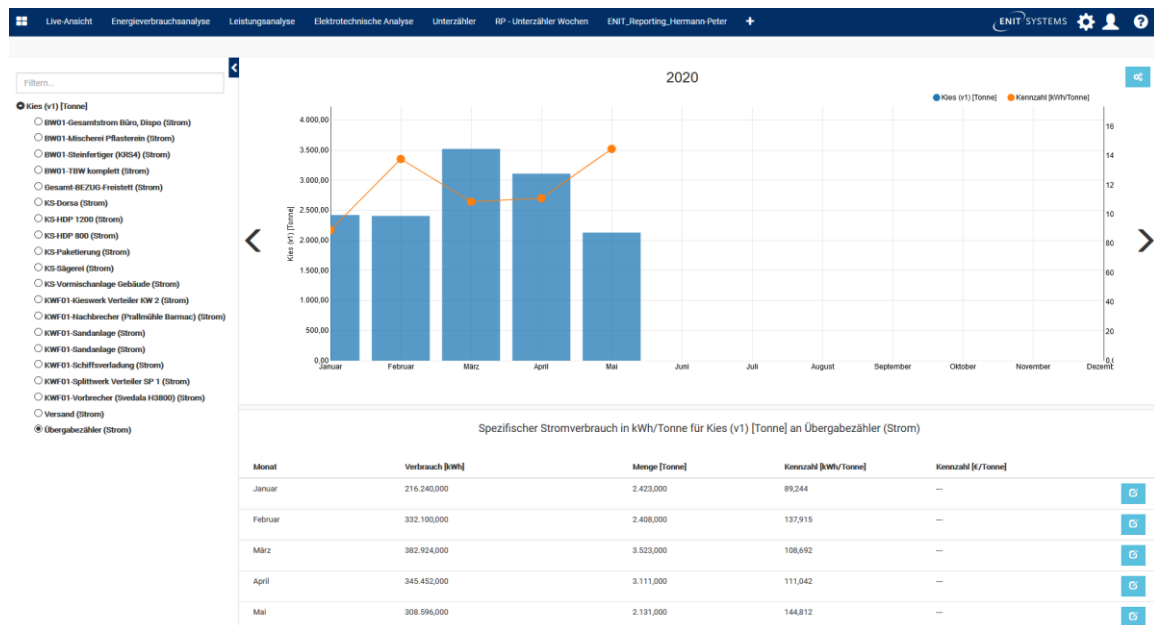 Live-Ansicht Energieverbrauchsanalyse Leistungsanalyse Elektrotechnische Analyse Unterzähler RP - Unterzähler Wochen ENIT_Reporting_Hermann-Peter + ENIT SYSTEMS
Filtern...
Kies (v1) [Tonne]
BW01-Gesamtstrom Büro, Dispo (Strom)
BW01-Mischerei Pflasterein (Strom)
BW01-Steinfertiger (KRS4) (Strom)
BW01-TBW komplett (Strom)
Gesamt-BEZUG-Freistett (Strom)
KS-Dorsa (Strom)
KS-HDP 1200 (Strom)
KS-HDP 800 (Strom)
KS-Paketierung (Strom)
KS-Sägerei (Strom)
KS-Vormischanlage Gebäude (Strom)
KWF01-Kieswerk Verteiler KW 2 (Strom)
KWF01-Nachbrecher (Prallmühle Barmac) (Strom)
KWF01-Sandanlage (Strom)
KWF01-Sandanlage (Strom)
KWF01-Schiffsverladung (Strom)
KWF01-Splittwerk Verteiler SP 1 (Strom)
KWF01-Vorbrecher (Svedala H3800) (Strom)
Versand (Strom)
Übergabezähler (Strom)
2020
Kies (v1) [Tonne] Kennzahl [kWh/Tonne]
Kies (v1) [Tonne]
4.000,00
3.500,00 
3.000,00
2.500,00
2.000,00
1.500,00
1.000,00
500,00
0,00
16
14
12
10
80
60
40
20
0,(
Januar Februar März April Mai Juni Juli August September Oktober November Dezemb
Spezifischer Stromverbrauch in kWh/Tonne für Kies (v1) [Tonne] an Übergabezähler (Strom)
Monat Verbrauch [kWh] Menge [Tonne] Kennzahl [kWh/Tonne] Kennzahl [€/Tonne]
Januar 216.240,000 2.423,000 89,244 ---
Februar 332.100,000 2.408,000 137,915 ---
März 382.924,000 3.523,000 108,692 ---
April 345.452,000 3.111,000 111,042 ---
Mai 308.596,000 2.131,000 144,812 ---